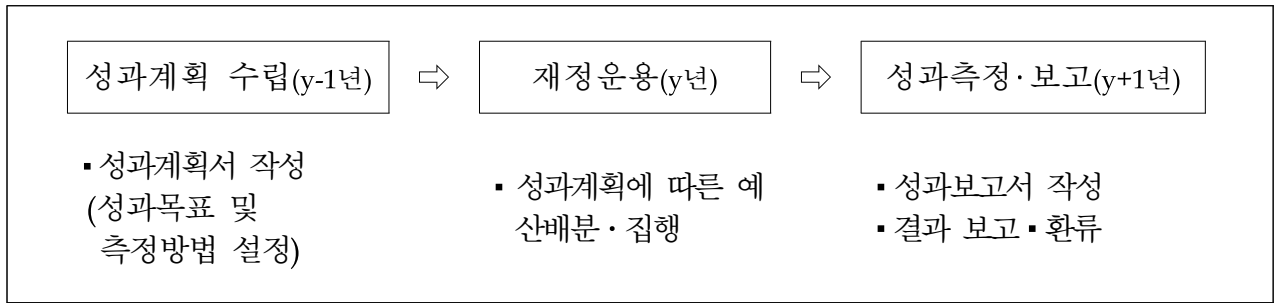 성과계획 수립(y-1년) ⇨ 재정운용(y년) ⇨ 성과측정·보고(y+1년)
▪성과계획서 작성
(성과목표 및
측정방법 설정)
▪ 성과계획에 따른 예
산배분·집행
▪성과보고서 작성
▪결과 보고▪환류